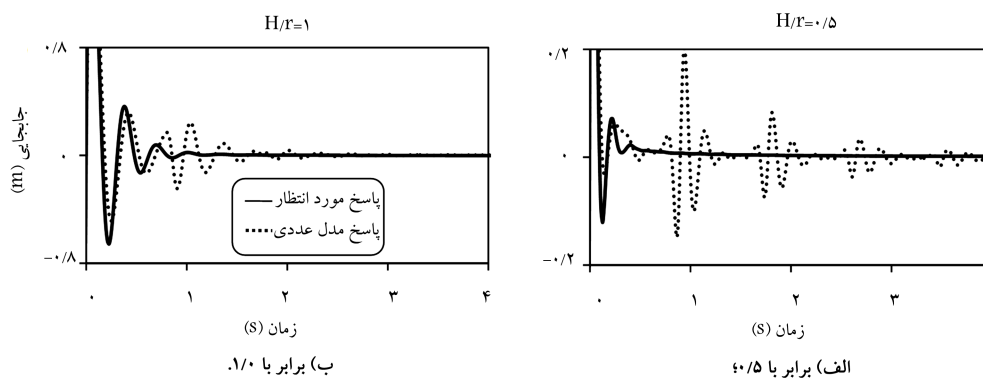 H/r=۰/۵
۰/۲
۰
-۰/۲
۰ ۱ ۲ ۳
زمان (s)
الف) برابر با ۰/۵؛
H/r=۱
۰/۸
۰
-۰/۸
جابجایی (m)
پاسخ مورد انتظار
پاسخ مدل عددی
۰ ۱ ۲ ۳ ۴
زمان (s)
ب) برابر با ۱/۰.